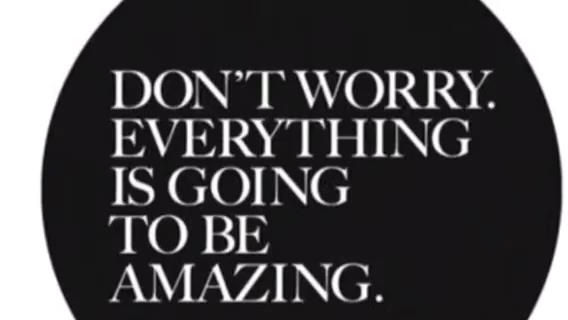 DON’T WORRY.
EVERYTHING
IS GOING
TO BE
AMAZING.